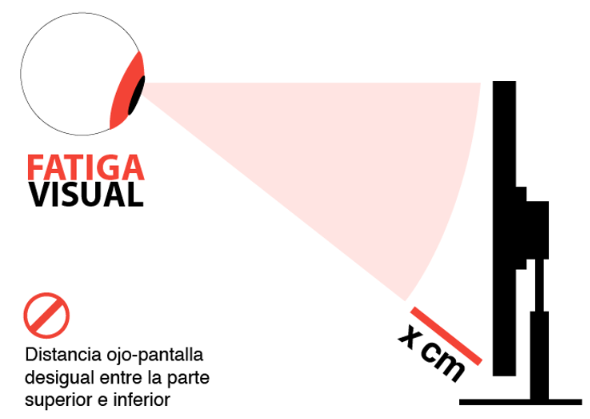 FATIGA
VISUAL
x cm
Distancia ojo-pantalla
desigual entre la parte
superior e inferior